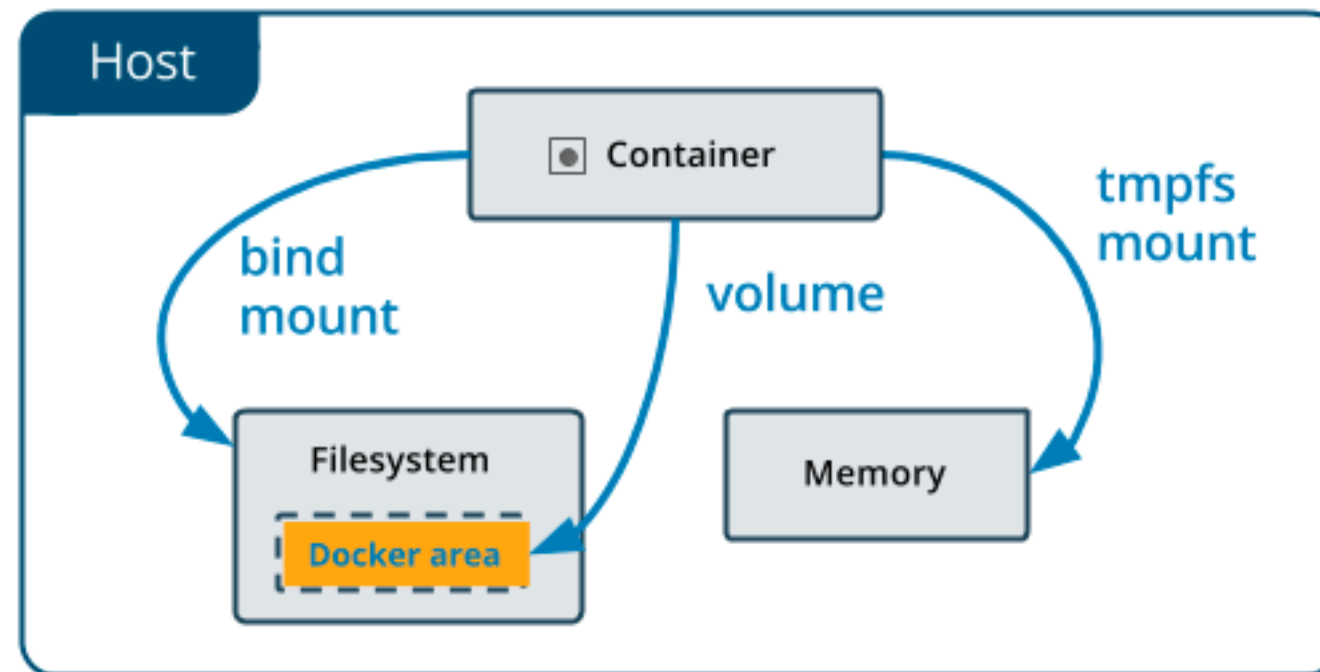 Host
Container
tmpfs
mount
bind
mount
volume
Filesystem
Memory
Docker area